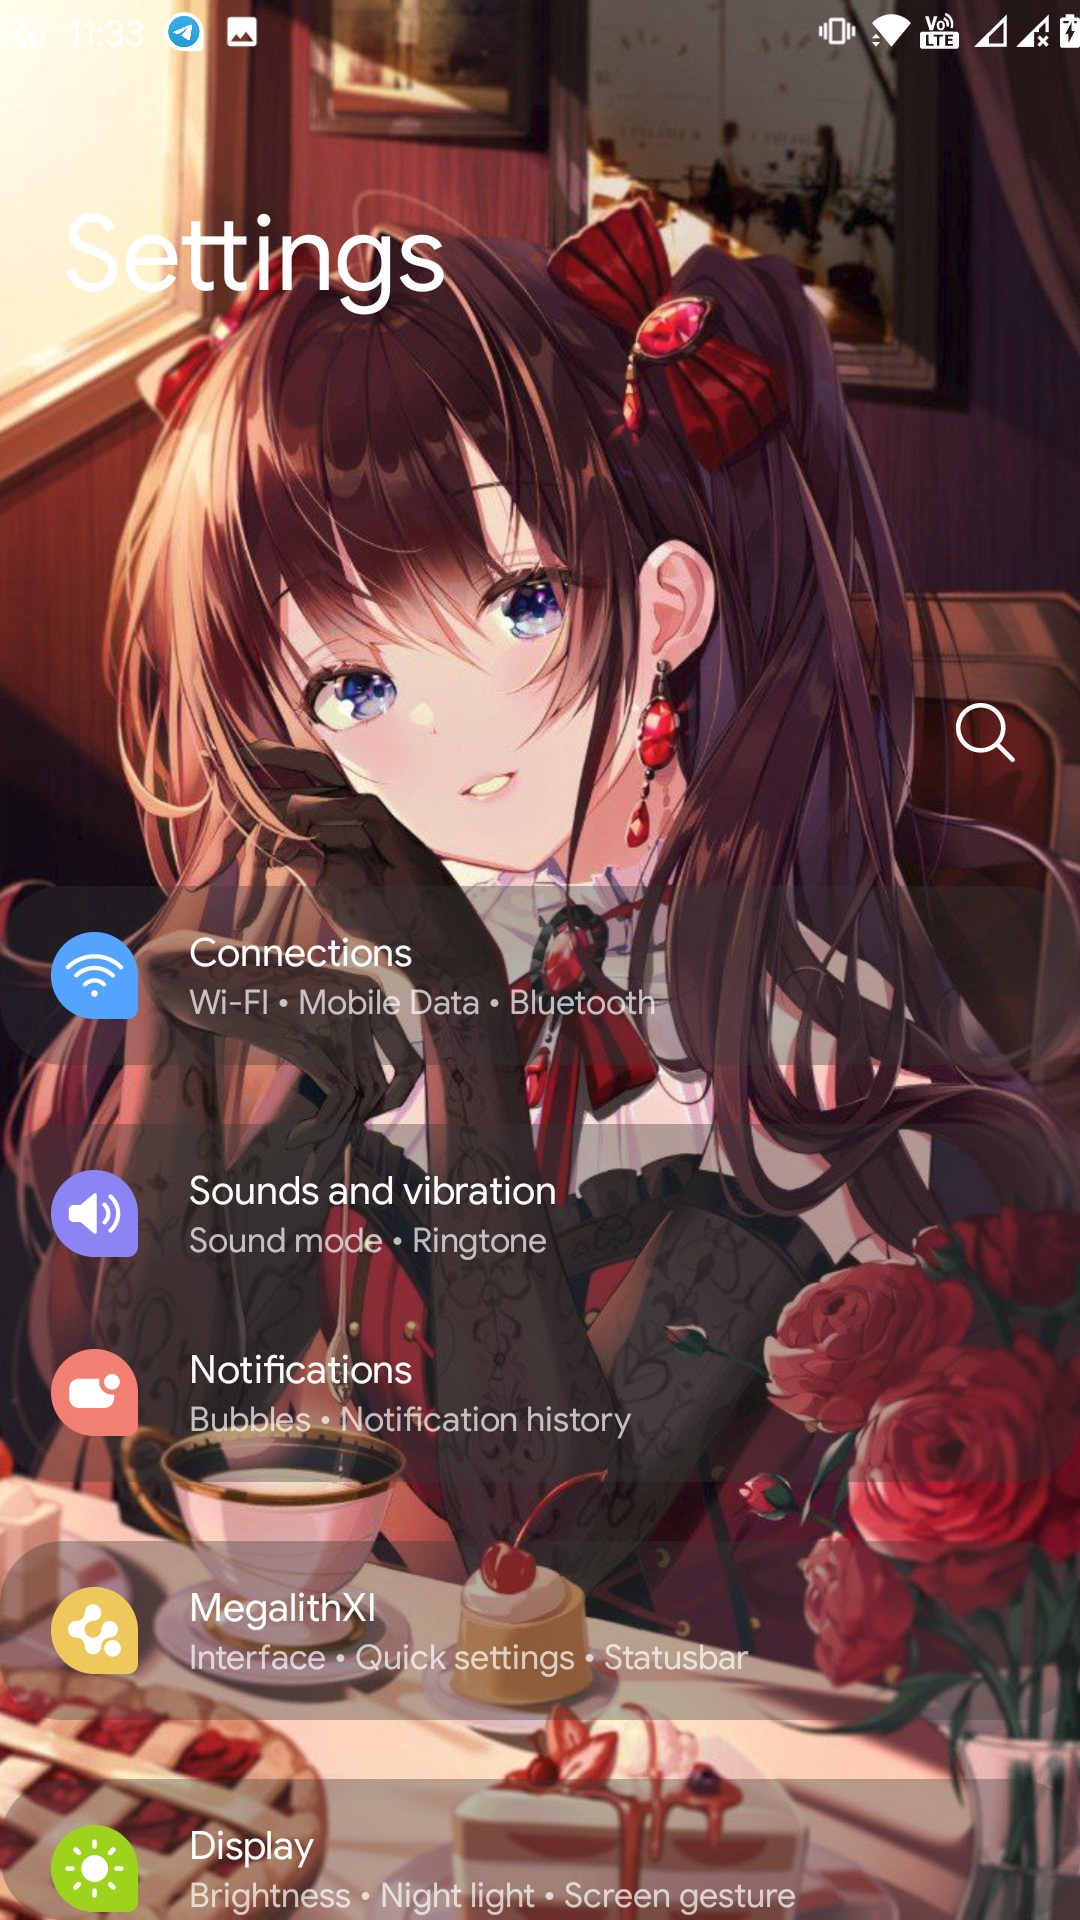 11:33 Vo)) LTE
Settings
Connections
Wi-FI • Mobile Data • Bluetooth
Sounds and vibration
Sound mode • Ringtone
Notifications
Bubbles • Notification history
MegalithXI
Interface • Quick settings • Statusbar
Display
Brightness • Night light • Screen gesture